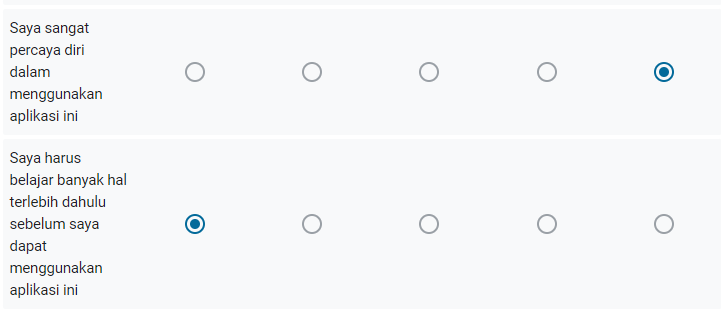 Saya sangat
percaya diri
dalam
menggunakan
aplikasi ini
Saya harus
belajar banyak hal
terlebih dahulu
sebelum saya
dapat
menggunakan
aplikasi ini